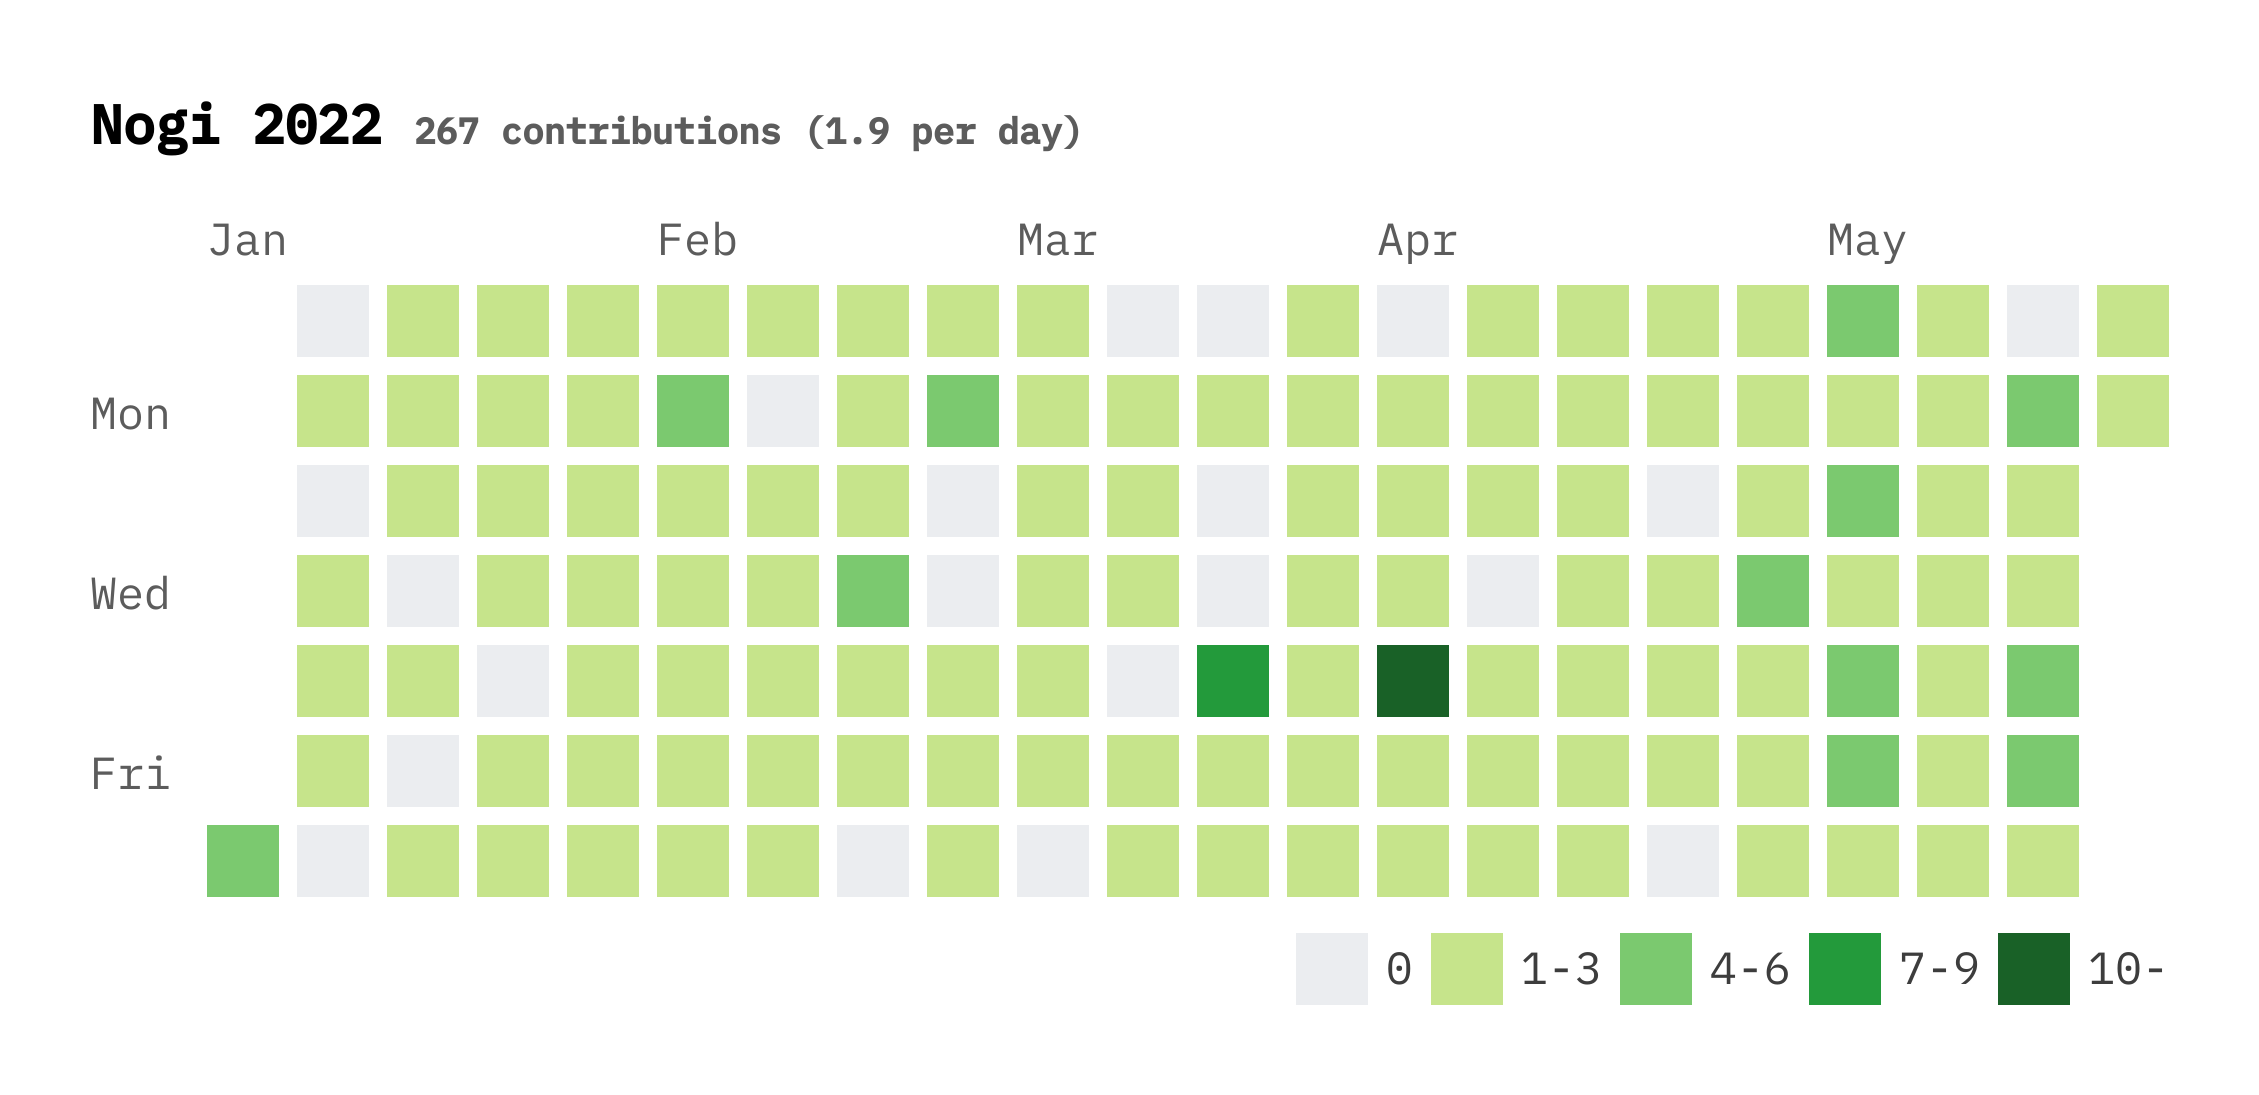 Nogi 2022 267 contributions (1.9 per day)
Jan Feb Mar Apr May
Mon
Wed
Fri
0 1-3 4-6 7-9 10-